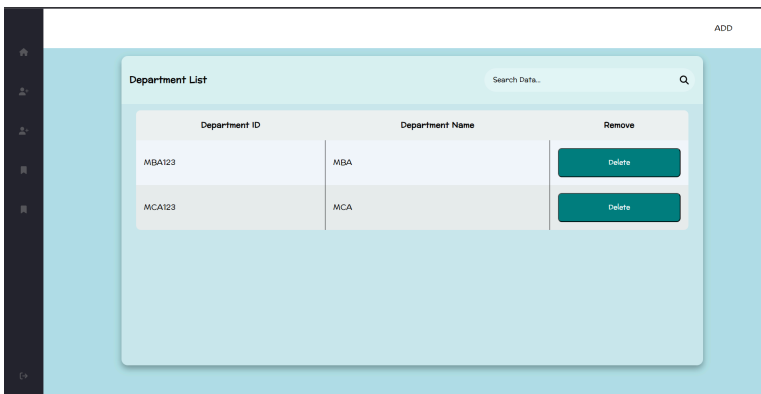 ADD
Department List
Search Data...
Department ID Department Name Remove
MBA123 MBA Delete
MCA123 MCA Delete